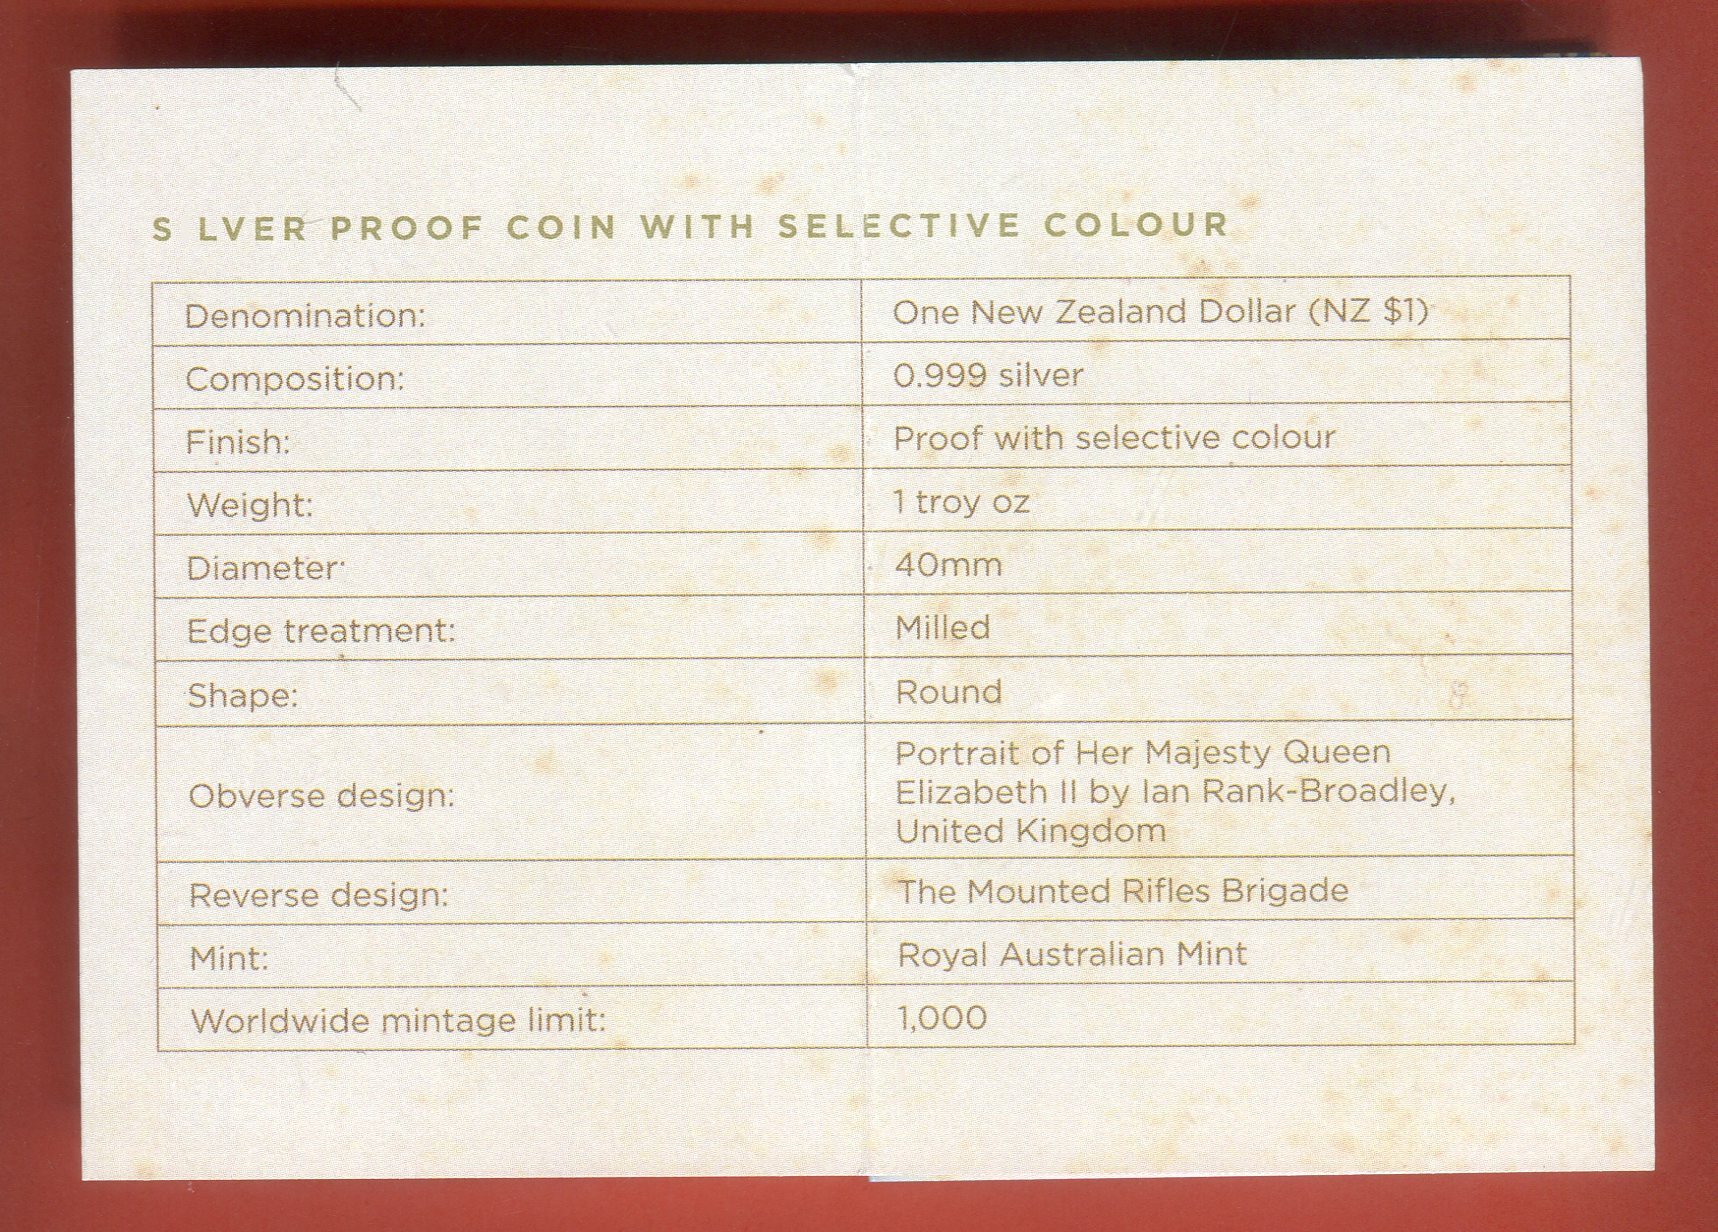 S LVER PROOF COIN WITH SELECTIVE COLOUR
Denomination: One New Zealand Dollar (NZ $1)
Composition: 0.999 silver
Finish: Proof with selective colour
Weight: 1 troy oz
Diameter: 40mm
Edge treatment: Milled
Shape: Round
Obverse design: Portrait of Her Majesty Queen
Elizabeth II by Ian Rank-Broadley,
United Kingdom
Reverse design: The Mounted Rifles Brigade
Mint: Royal Australian Mint
Worldwide mintage limit: 1,000